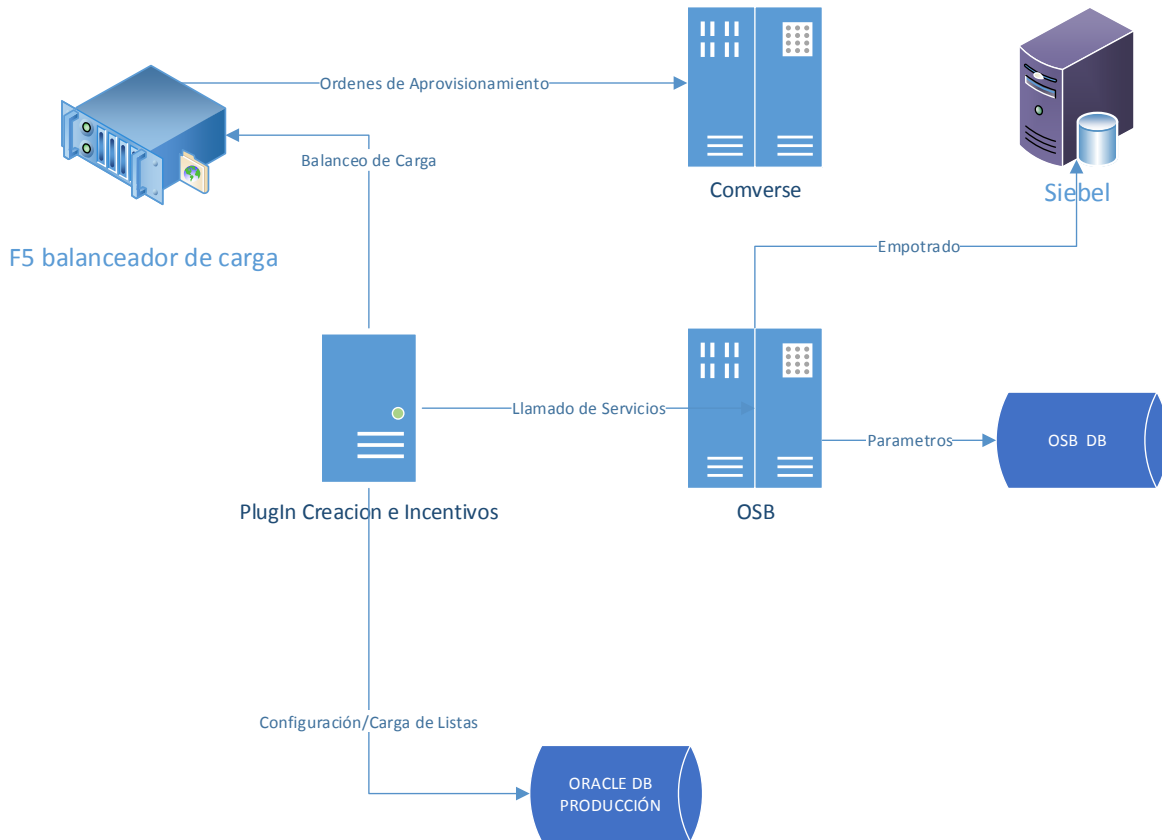 Ordenes de Aprovisionamiento
Balanceo de Carga
Comverse
Siebel
F5 balanceador de carga
Empotrado
Llamado de Servicios
Parametros
OSB DB
PlugIn Creacion e Incentivos
OSB
Configuración/Carga de Listas
ORACLE DB
PRODUCCIÓN